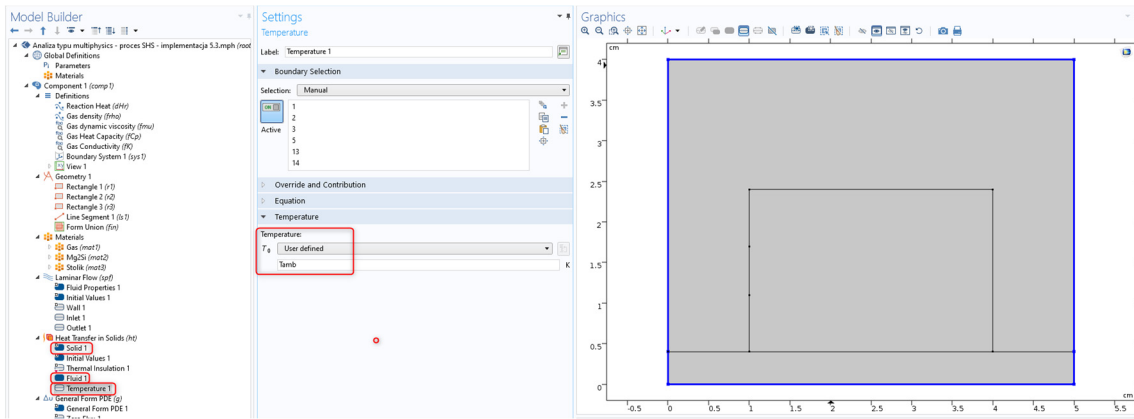 Model Builder
Analiza typu multiphysics - proces SHS - implementacja 5.3.mph (root
Global Definitions
Pi Parameters
Materials
Component 1 (comp1)
Definitions
Reaction Heat (dHr)
Gas density (frho)
Gas dynamic viscosity (fmu)
Gas Heat Capacity (fCp)
Gas Conductivity (fK)
Boundary System 1 (sys1)
View 1
Geometry 1
Rectangle 1 (r1)
Rectangle 2 (r2)
Rectangle 3 (r3)
Line Segment 1 (ls1)
Form Union (fin)
Materials
Gas (mat1)
Mg2Si (mat2)
Stolik (mat3)
Laminar Flow (spf)
Fluid Properties 1
Initial Values 1
Wall 1
Inlet 1
Outlet 1
Heat Transfer in Solids (ht)
Solid 1
Initial Values 1
Thermal Insulation 1
Fluid 1
Temperature 1
General Form PDE (g)
General Form PDE 1
Zero Flux 1
Settings
Temperature
Label: Temperature 1
Boundary Selection
Selection: Manual
Active
1
2
3
5
13
14
Override and Contribution
Equation
Temperature
Temperature:
T0 User defined
Tamb K
Graphics
cm
4
3.5
3
2.5
2
1.5
1
0.5
0
-0.5 0 0.5 1 1.5 2 2.5 3 3.5 4 4.5 5 5.5
cm